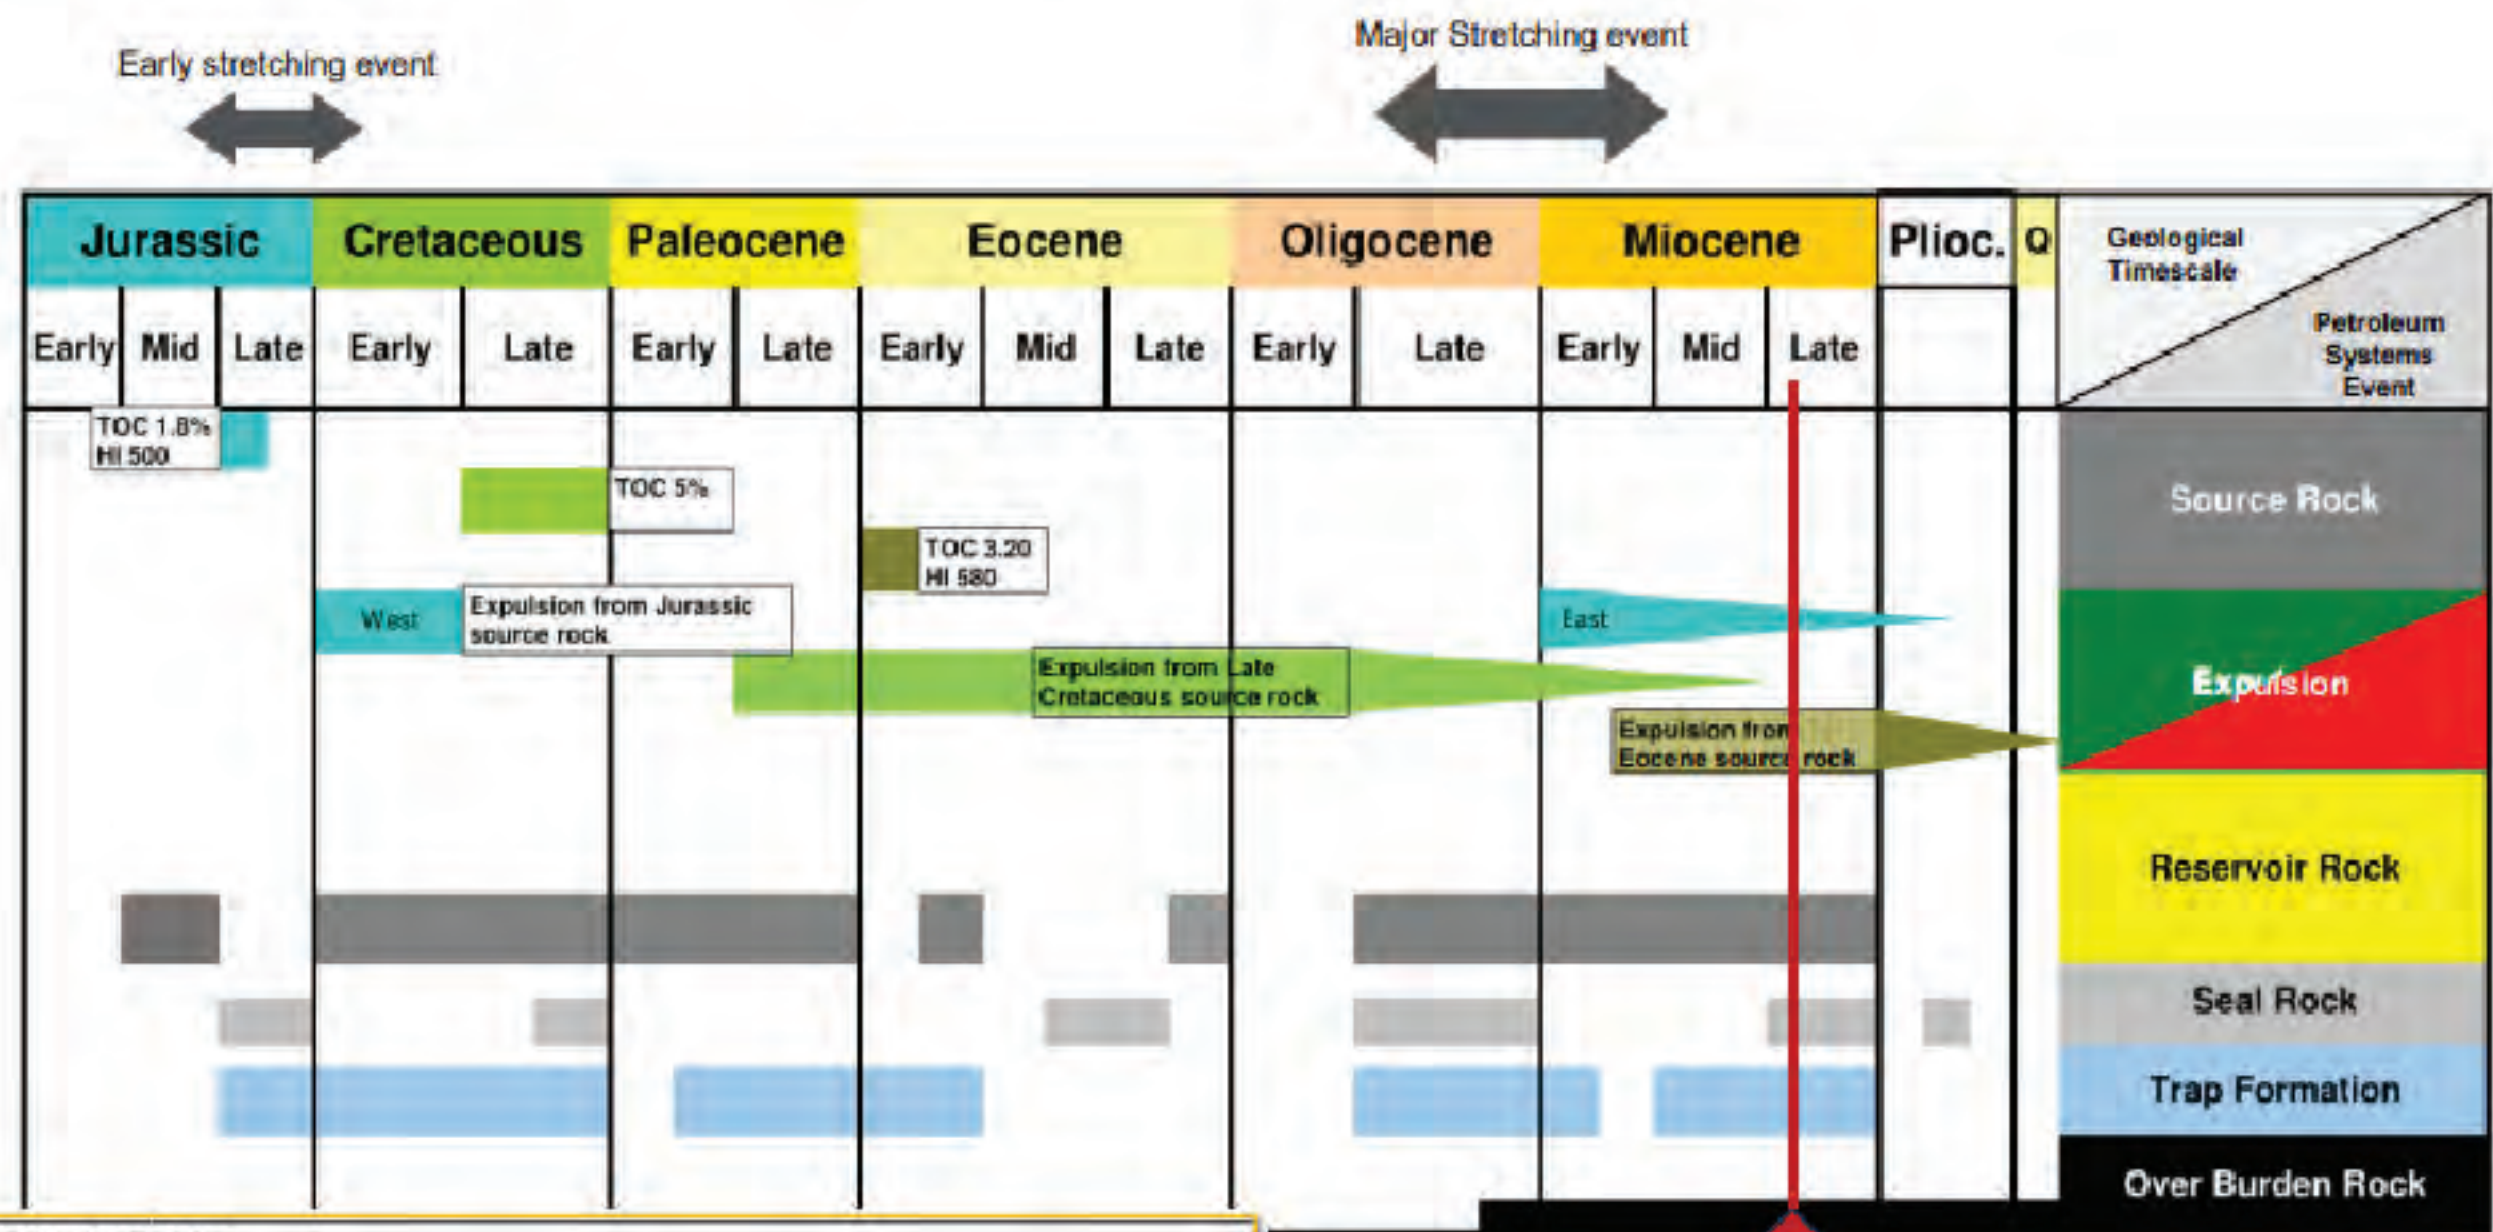 Early stretching event
Major Stretching event
Jurassic Cretaceous Paleocene Eocene Oligocene Miocene Plioc. Q
Geological
Timescale
Petroleum
Systems
Event
Early Mid Late Early Late Early Late Early Mid Late Early Late Early Mid Late
TOC 1.8%
HI 500
TOC 5%
TOC 3.20
HI 580
Source Rock
West
Expulsion from Jurassic
source rock
East
Expulsion from Late
Cretaceous source rock
Expulsion from
Eocene source rock
Expulsion
Reservoir Rock
Seal Rock
Trap Formation
Over Burden Rock